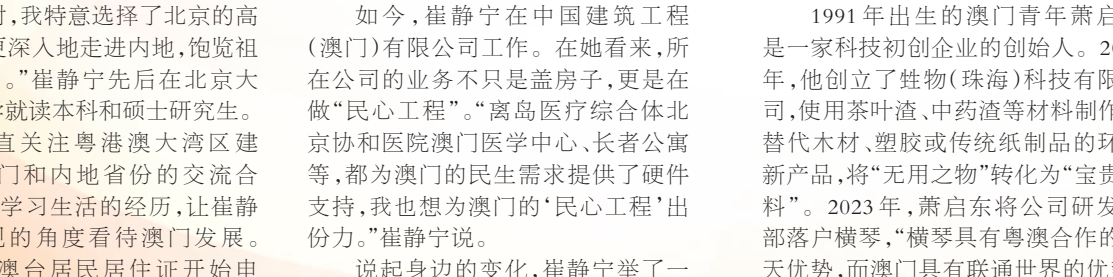 时,我特意选择了北京的高
更深入地走进内地,饱览祖
。”崔静宁先后在北京大
学就读本科和硕士研究生。
直关注粤港澳大湾区建
门和内地省份的交流合
学习生活的经历,让崔静
观的角度看待澳门发展。
澳台居民居住证开始申
如今,崔静宁在中国建筑工程
(澳门)有限公司工作。在她看来,所
在公司的业务不只是盖房子,更是在
做“民心工程”。“离岛医疗综合体北
京协和医院澳门医学中心、长者公寓
等,都为澳门的民生需求提供了硬件
支持,我也想为澳门的‘民心工程’出
份力。”崔静宁说。
说起身边的变化,崔静宁举了一
1991年出生的澳门青年萧启
是一家科技初创企业的创始人。20
年,他创立了甡物(珠海)科技有限
司,使用茶叶渣、中药渣等材料制作
替代木材、塑胶或传统纸制品的环
新产品,将“无用之物”转化为“宝贵
料”。2023年,萧启东将公司研发
部落户横琴,“横琴具有粤澳合作的
天优势,而澳门具有联通世界的优